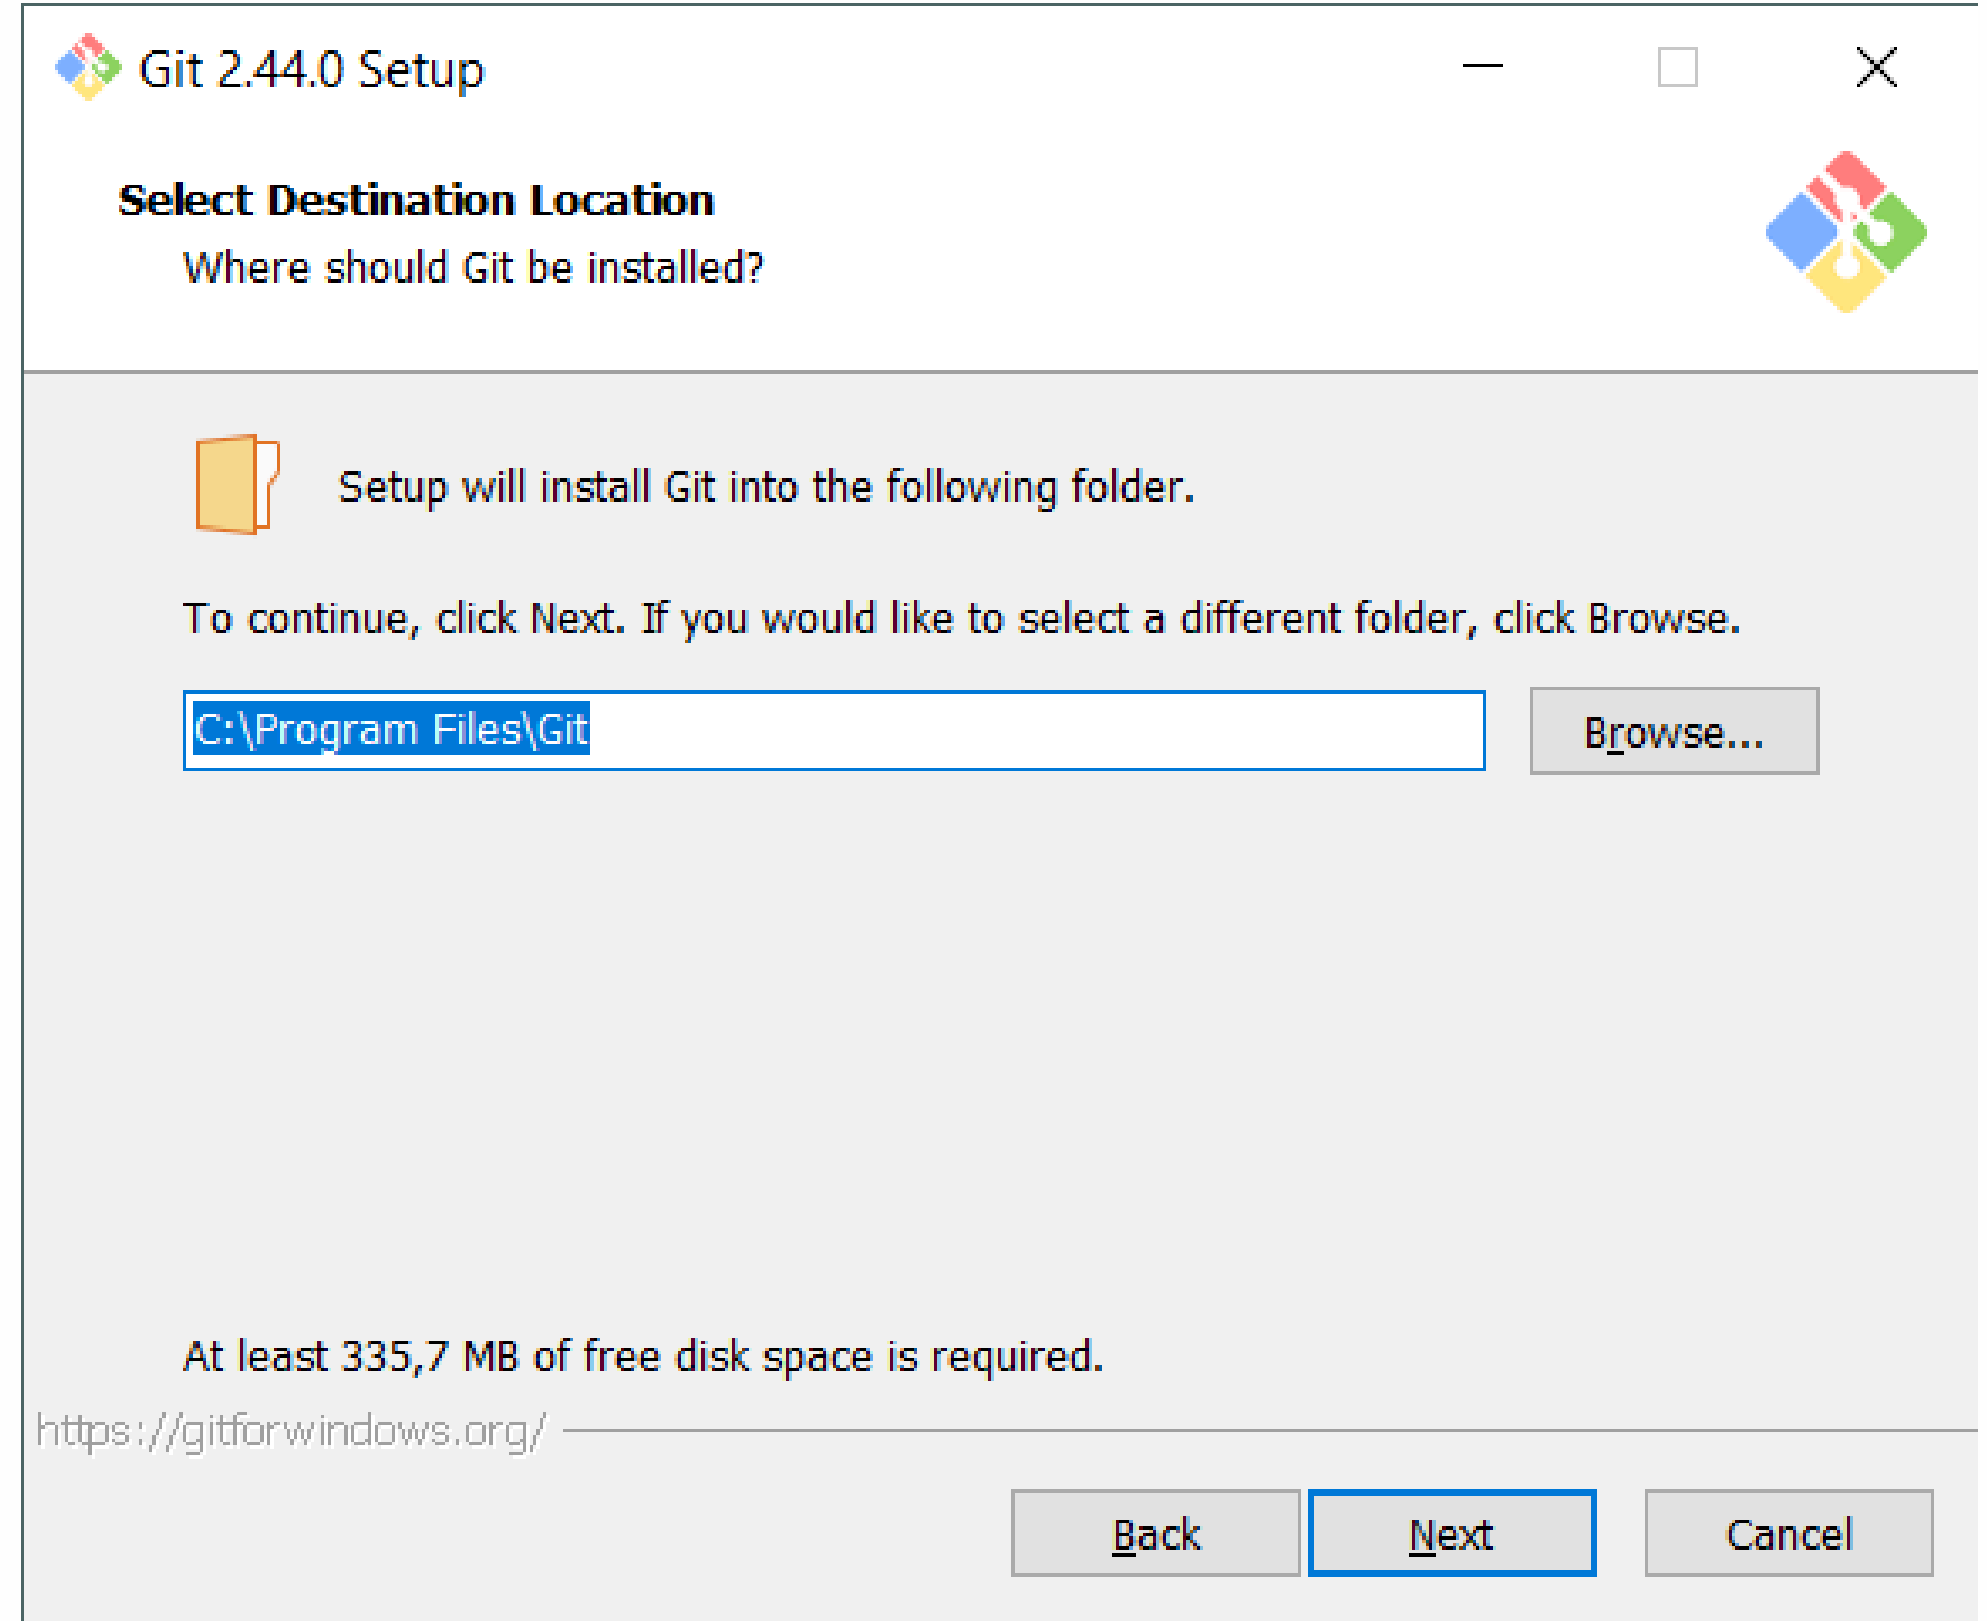 Git 2.44.0 Setup
Select Destination Location
Where should Git be installed?
Setup will install Git into the following folder.
To continue, click Next. If you would like to select a different folder, click Browse.
C:\Program Files\Git
Browse...
At least 335,7 MB of free disk space is required.
https://gitforwindows.org/
Back
Next
Cancel